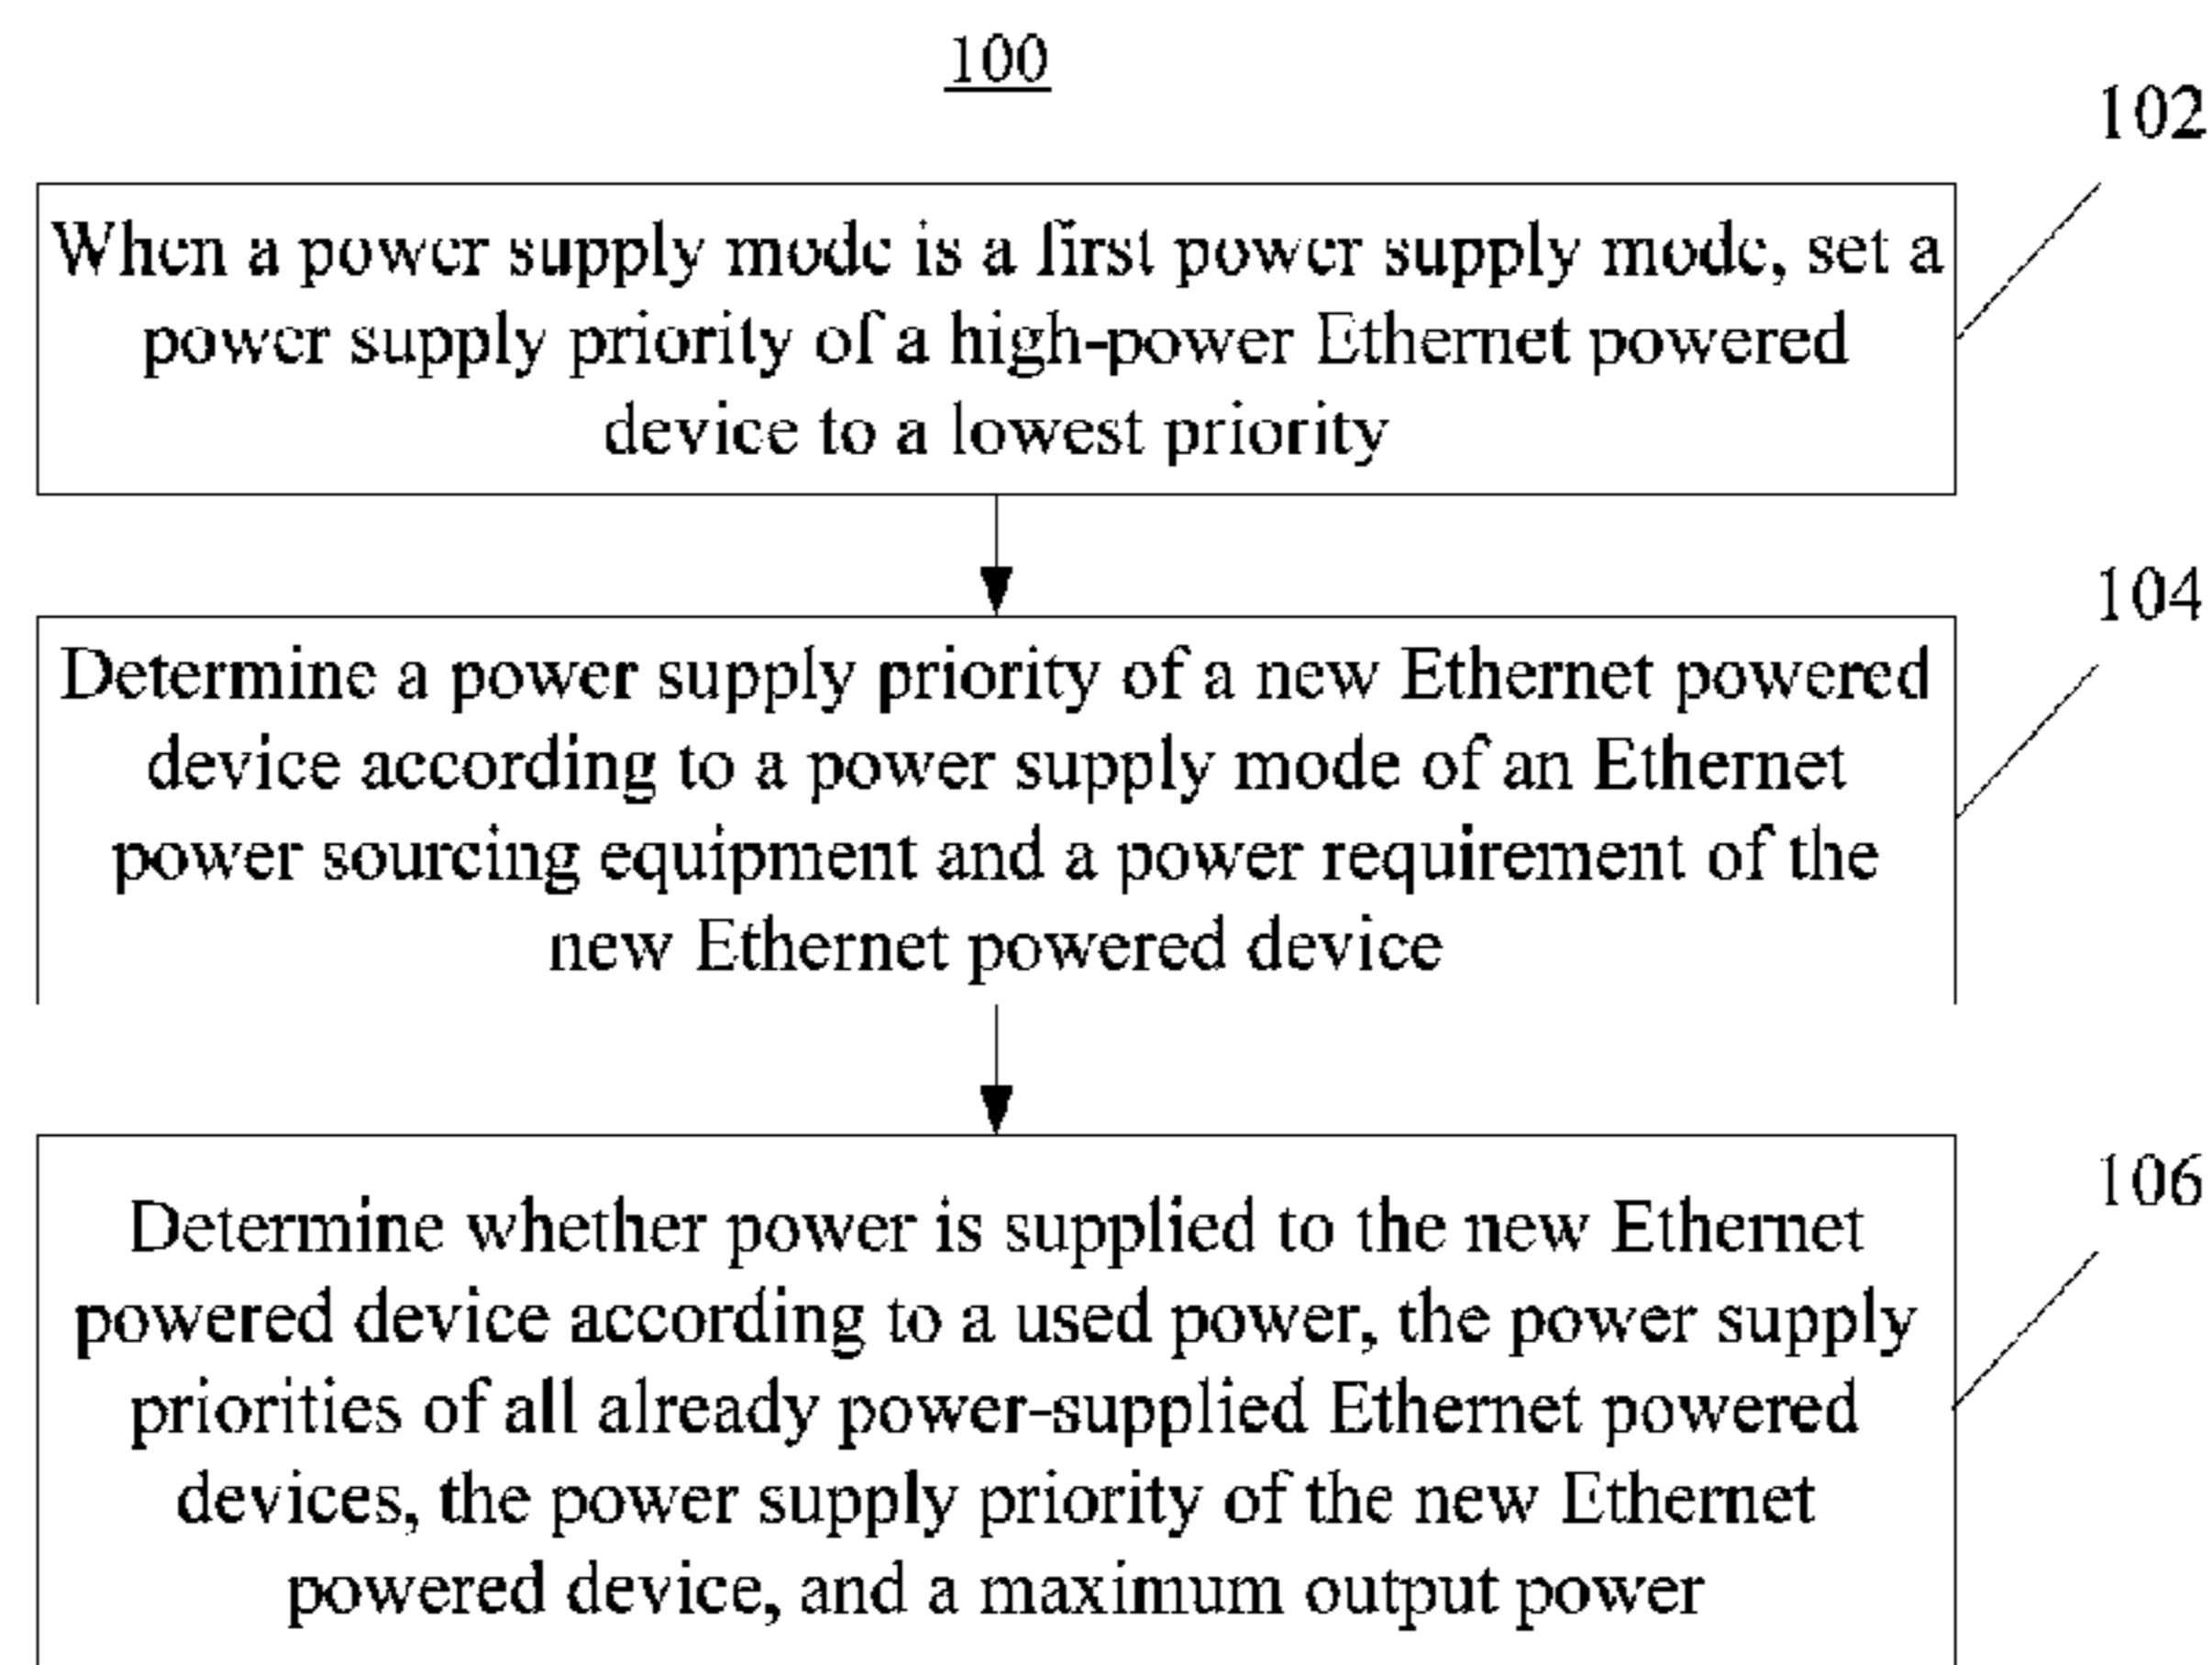 100
102
When a power supply mode is a first power supply mode, set a
power supply priority of a high-power Ethernet powered
device to a lowest priority
104
Determine a power supply priority of a new Ethernet powered
device according to a power supply mode of an Ethernet
power sourcing equipment and a power requirement of the
new Ethernet powered device
106
Determine whether power is supplied to the new Ethernet
powered device according to a used power, the power supply
priorities of all already power-supplied Ethernet powered
devices, the power supply priority of the new Ethernet
powered device, and a maximum output power